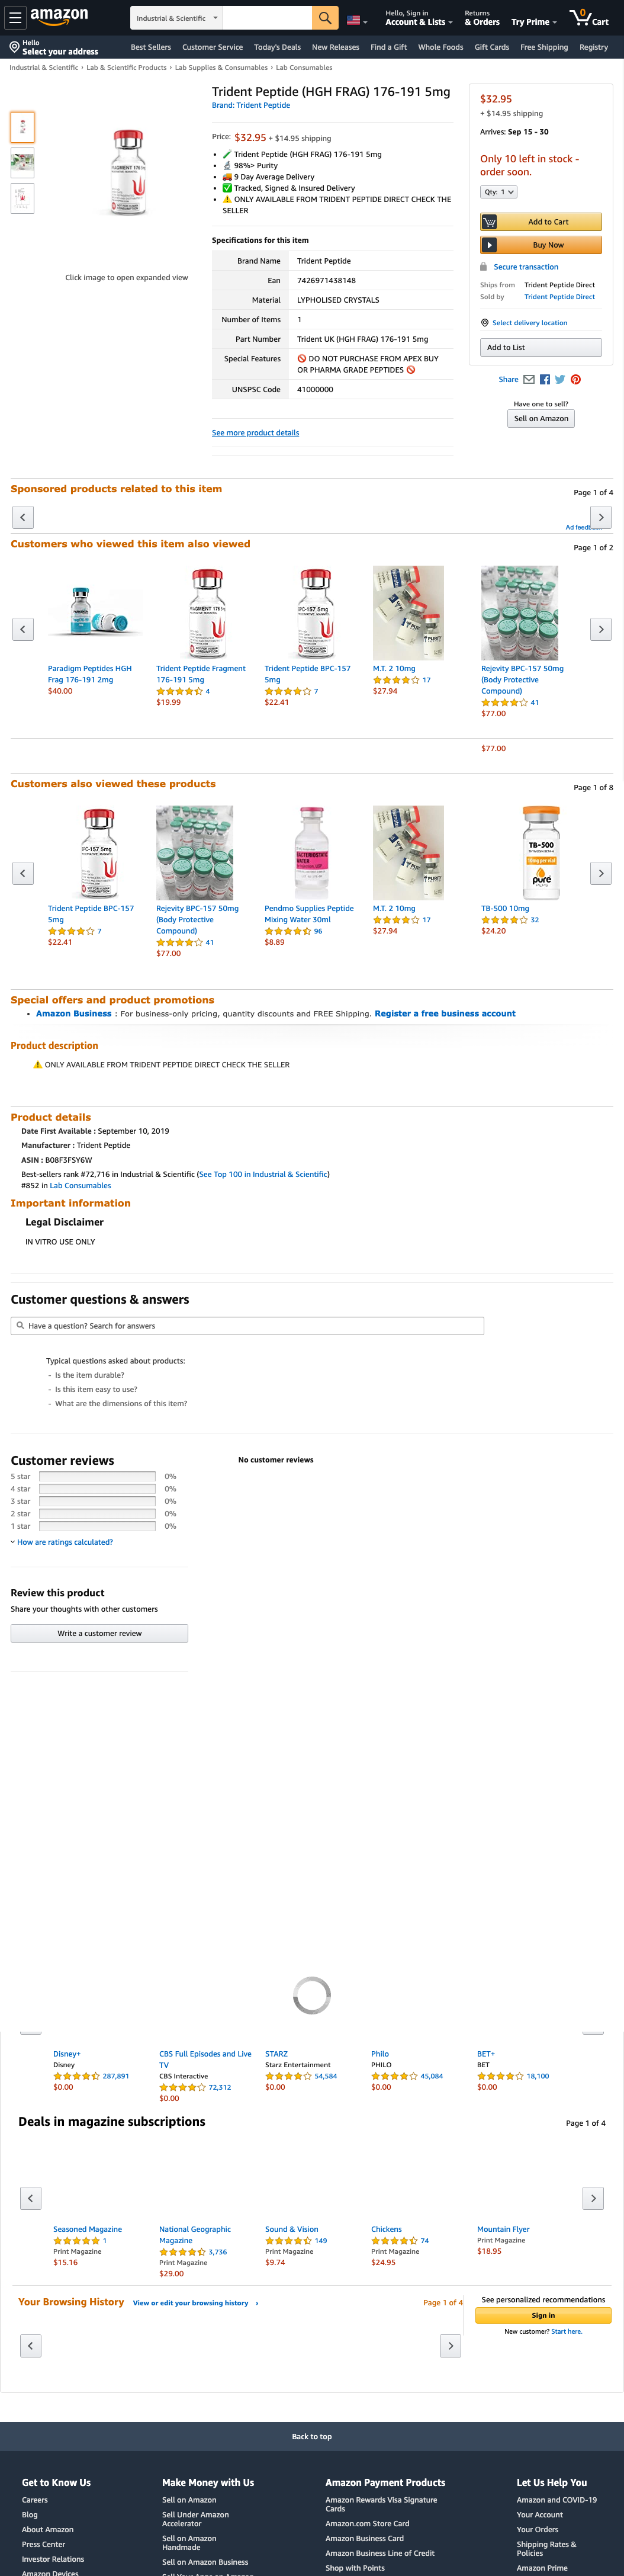 amazon
Industrial & Scientific
Hello, Sign in
Account & Lists
Returns
& Orders
Try Prime
0
Cart
Hello
Select your address
Best Sellers Customer Service Today's Deals New Releases Find a Gift Whole Foods Gift Cards Free Shipping Registry
Industrial & Scientific › Lab & Scientific Products › Lab Supplies & Consumables › Lab Consumables
Click image to open expanded view
Trident Peptide (HGH FRAG) 176-191 5mg
Brand: Trident Peptide
Price: $32.95 + $14.95 shipping
• 🧪 Trident Peptide (HGH FRAG) 176-191 5mg
• 🔬 98%> Purity
• 🚚 9 Day Average Delivery
• ✅ Tracked, Signed & Insured Delivery
• ⚠️ ONLY AVAILABLE FROM TRIDENT PEPTIDE DIRECT CHECK THE
SELLER
Specifications for this item
Brand Name Trident Peptide
Ean 7426971438148
Material LYPHOLISED CRYSTALS
Number of Items 1
Part Number Trident UK (HGH FRAG) 176-191 5mg
Special Features 🚫 DO NOT PURCHASE FROM APEX BUY
OR PHARMA GRADE PEPTIDES 🚫
UNSPSC Code 41000000
See more product details
$32.95
+ $14.95 shipping
Arrives: Sep 15 - 30
Only 10 left in stock -
order soon.
Qty: 1
Add to Cart
Buy Now
Secure transaction
Ships from Trident Peptide Direct
Sold by Trident Peptide Direct
Select delivery location
Add to List
Share
Have one to sell?
Sell on Amazon
Sponsored products related to this item
Page 1 of 4
Customers who viewed this item also viewed
Page 1 of 2
Paradigm Peptides HGH
Frag 176-191 2mg
$40.00
Trident Peptide Fragment
176-191 5mg
4
$19.99
Trident Peptide BPC-157
5mg
7
$22.41
M.T. 2 10mg
17
$27.94
Rejevity BPC-157 50mg
(Body Protective
Compound)
41
$77.00
$77.00
Customers also viewed these products
Page 1 of 8
TB-500
10mg per vial
pure
Trident Peptide BPC-157
5mg
7
$22.41
Rejevity BPC-157 50mg
(Body Protective
Compound)
41
$77.00
Pendmo Supplies Peptide
Mixing Water 30ml
96
$8.89
M.T. 2 10mg
17
$27.94
TB-500 10mg
32
$24.20
Special offers and product promotions
• Amazon Business : For business-only pricing, quantity discounts and FREE Shipping. Register a free business account
Product description
⚠️ ONLY AVAILABLE FROM TRIDENT PEPTIDE DIRECT CHECK THE SELLER
Product details
Date First Available : September 10, 2019
Manufacturer : Trident Peptide
ASIN : B08F3FSY6W
Best-sellers rank #72,716 in Industrial & Scientific (See Top 100 in Industrial & Scientific)
#852 in Lab Consumables
Important information
Legal Disclaimer
IN VITRO USE ONLY
Customer questions & answers
Have a question? Search for answers
Typical questions asked about products:
- Is the item durable?
- Is this item easy to use?
- What are the dimensions of this item?
Customer reviews
5 star 0%
4 star 0%
3 star 0%
2 star 0%
1 star 0%
How are ratings calculated?
No customer reviews
Review this product
Share your thoughts with other customers
Write a customer review
Disney+
Disney
287,891
$0.00
CBS Full Episodes and Live
TV
CBS Interactive
72,312
$0.00
STARZ
Starz Entertainment
54,584
$0.00
Philo
PHILO
45,084
$0.00
BET+
BET
18,100
$0.00
Deals in magazine subscriptions
Page 1 of 4
Seasoned Magazine
1
Print Magazine
$15.16
National Geographic
Magazine
3,736
Print Magazine
$29.00
Sound & Vision
149
Print Magazine
$9.74
Chickens
74
Print Magazine
$24.95
Mountain Flyer
Print Magazine
$18.95
Your Browsing History View or edit your browsing history ›
Page 1 of 4
See personalized recommendations
Sign in
New customer? Start here.
Back to top
Get to Know Us
Careers
Blog
About Amazon
Press Center
Investor Relations
Amazon Devices
Make Money with Us
Sell on Amazon
Sell Under Amazon
Accelerator
Sell on Amazon
Handmade
Sell on Amazon Business
Amazon Payment Products
Amazon Rewards Visa Signature
Cards
Amazon.com Store Card
Amazon Business Card
Amazon Business Line of Credit
Shop with Points
Let Us Help You
Amazon and COVID-19
Your Account
Your Orders
Shipping Rates &
Policies
Amazon Prime